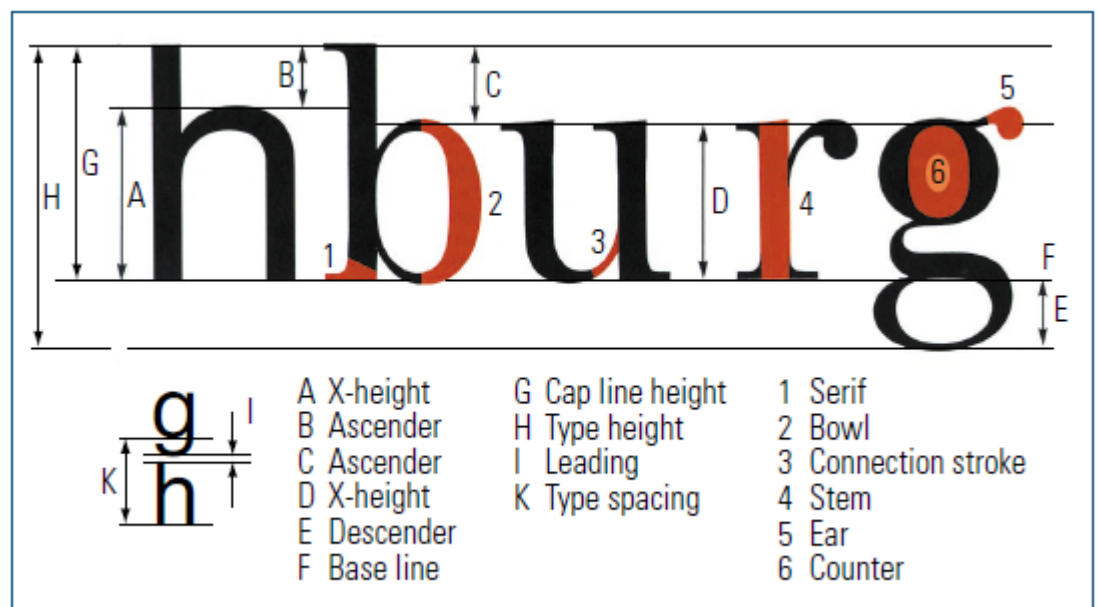 B
C
5
G
H
A
2
D
4
6
1
3
F
E
hburg
g
I
K
h
A X-height
B Ascender
C Ascender
D X-height
E Descender
F Base line
G Cap line height
H Type height
I Leading
K Type spacing
1 Serif
2 Bowl
3 Connection stroke
4 Stem
5 Ear
6 Counter